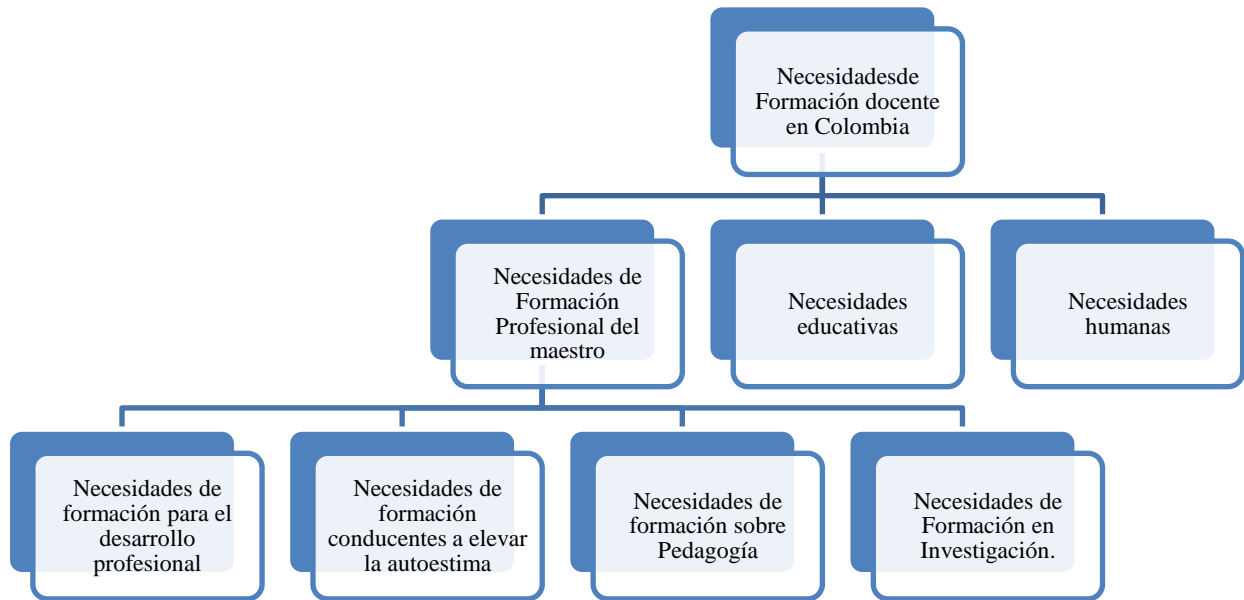 Necesidadesde
Formación docente
en Colombia
Necesidades de
Formación
Profesional del
maestro
Necesidades
educativas
Necesidades
humanas
Necesidades de
formación para el
desarrollo
profesional
Necesidades de
formación
conducentes a elevar
la autoestima
Necesidades de
formación sobre
Pedagogía
Necesidades de
Formación en
Investigación.